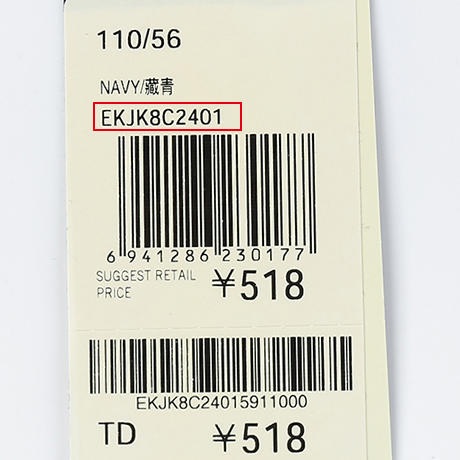 110/56
NAVY/藏青
EKJK8C2401
6 941286 230177
SUGGEST RETAIL
PRICE
¥518
EKJK8C24015911000
TD
¥518